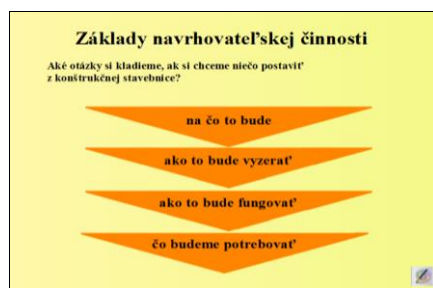 Základy navrhovateľskej činnosti
Aké otázky si kladieme, ak si chceme niečo postaviť
z konštrukčnej stavebnice?
na čo to bude
ako to bude vyzerať
ako to bude fungovať
čo budeme potrebovať